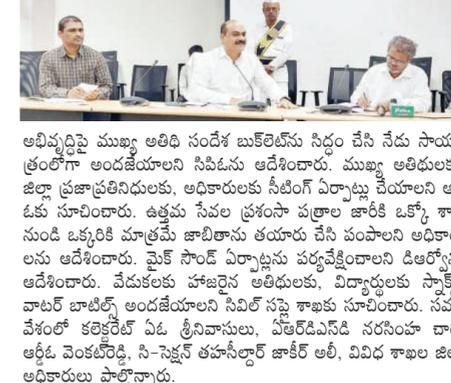 అభివృద్ధిపై ముఖ్య అతిథి సందేశ బుక్‌లెట్‌ను సిద్ధం చేసి నేడు సాయ
త్రంలోగా అందజేయాలని సిపిఓను ఆదేశించారు. ముఖ్య అతిథులక
జిల్లా ప్రజాప్రతినిధులకు, అధికారులకు సీటింగ్ ఏర్పాట్లు చేయాలని ఆ
ఓకు సూచించారు. ఉత్తమ సేవల ప్రశంసా పత్రాల జారీకి ఒక్కో శా
నుండి ఒక్కరికి మాత్రమే జాబితాను తయారు చేసి పంపాలని అధికా
లను ఆదేశించారు. మైక్ సౌండ్ ఏర్పాట్లను పర్యవేక్షించాలని డిఆర్వో
ఆదేశించారు. వేడుకలకు హాజరైన అతిథులకు, విద్యార్థులకు స్నాక్
వాటర్ బాటిల్స్ అందజేయాలని సివిల్ సప్లై శాఖకు సూచించారు. సమ
వేశంలో కలెక్టరేట్ ఏఓ శ్రీనివాసులు, ఏఆర్‌డిఎస్‌డి నరసింహ చా
ఆర్డీఓ వెంకట్‌రెడ్డి, సి-సెక్షన్ తహసీల్దార్ జాకీర్ అలీ, వివిధ శాఖల జిల
అధికారులు పాల్గొన్నారు.